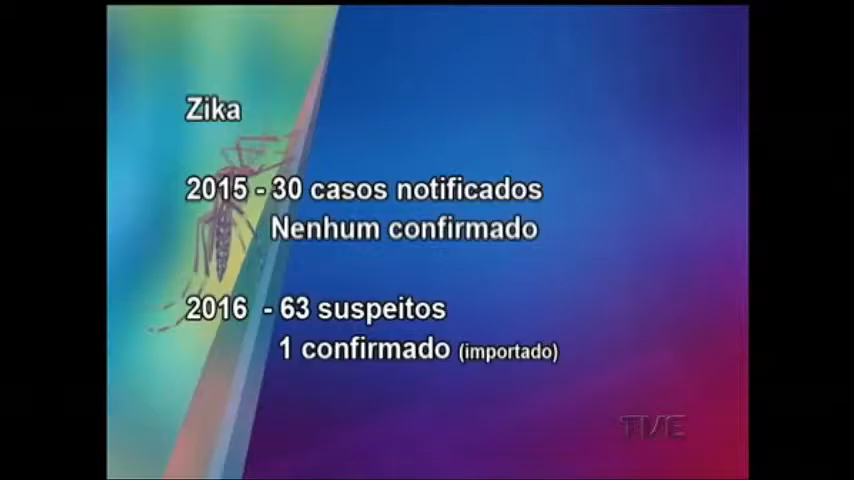 Zika
2015 - 30 casos notificados
Nenhum confirmado
2016 - 63 suspeitos
1 confirmado (importado)
TVE